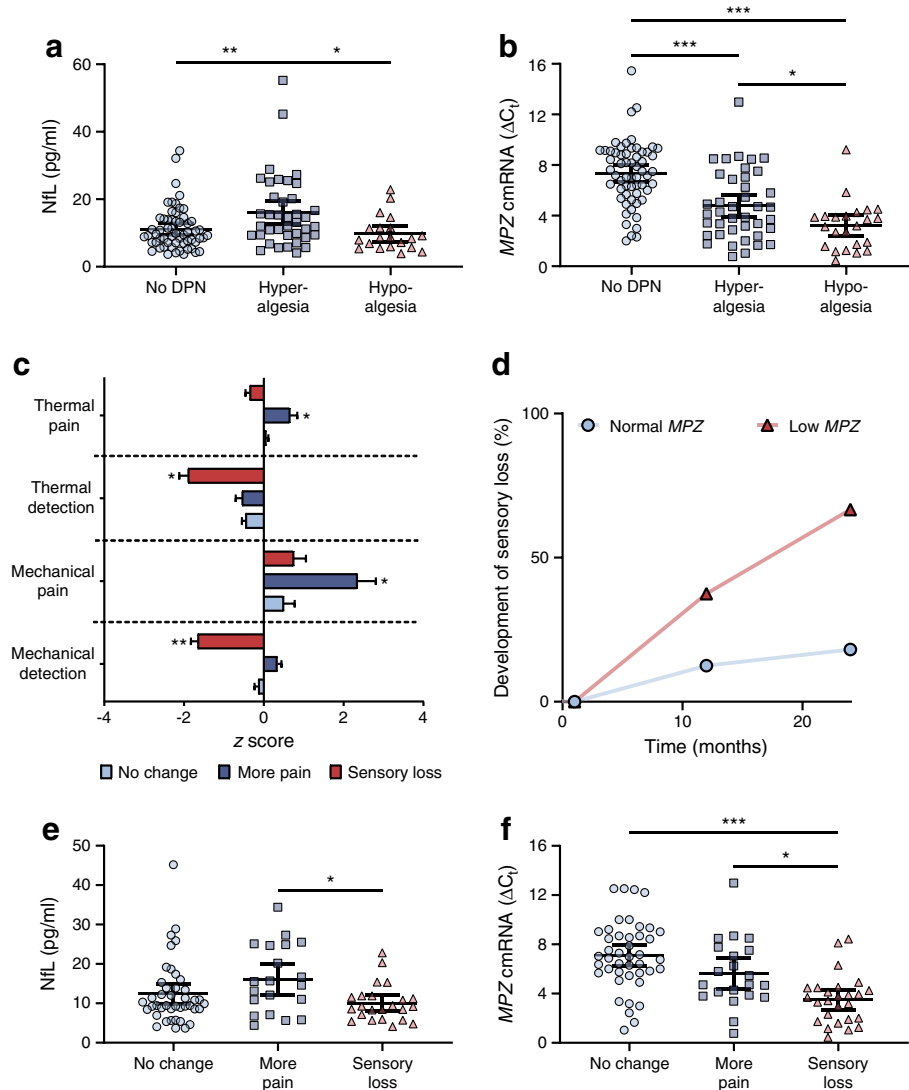 a
NfL (pg/ml)
60
40
20
0
**
*
No DPN
Hyper-
algesia
Hypo-
algesia
b
MPZ cmRNA (ΔCt)
16
12
8
4
0
***
***
*
No DPN
Hyper-
algesia
Hypo-
algesia
c
Thermal
pain
*
Thermal
detection
*
Mechanical
pain
*
Mechanical
detection
**
-4
-2
0
2
4
z score
No change
More pain
Sensory loss
d
Development of sensory loss (%)
100
50
0
Normal MPZ
Low MPZ
0
10
20
Time (months)
e
NfL (pg/ml)
50
40
30
20
10
0
*
No change
More
pain
Sensory
loss
f
MPZ cmRNA (ΔCt)
16
12
8
4
0
***
*
No change
More
pain
Sensory
loss